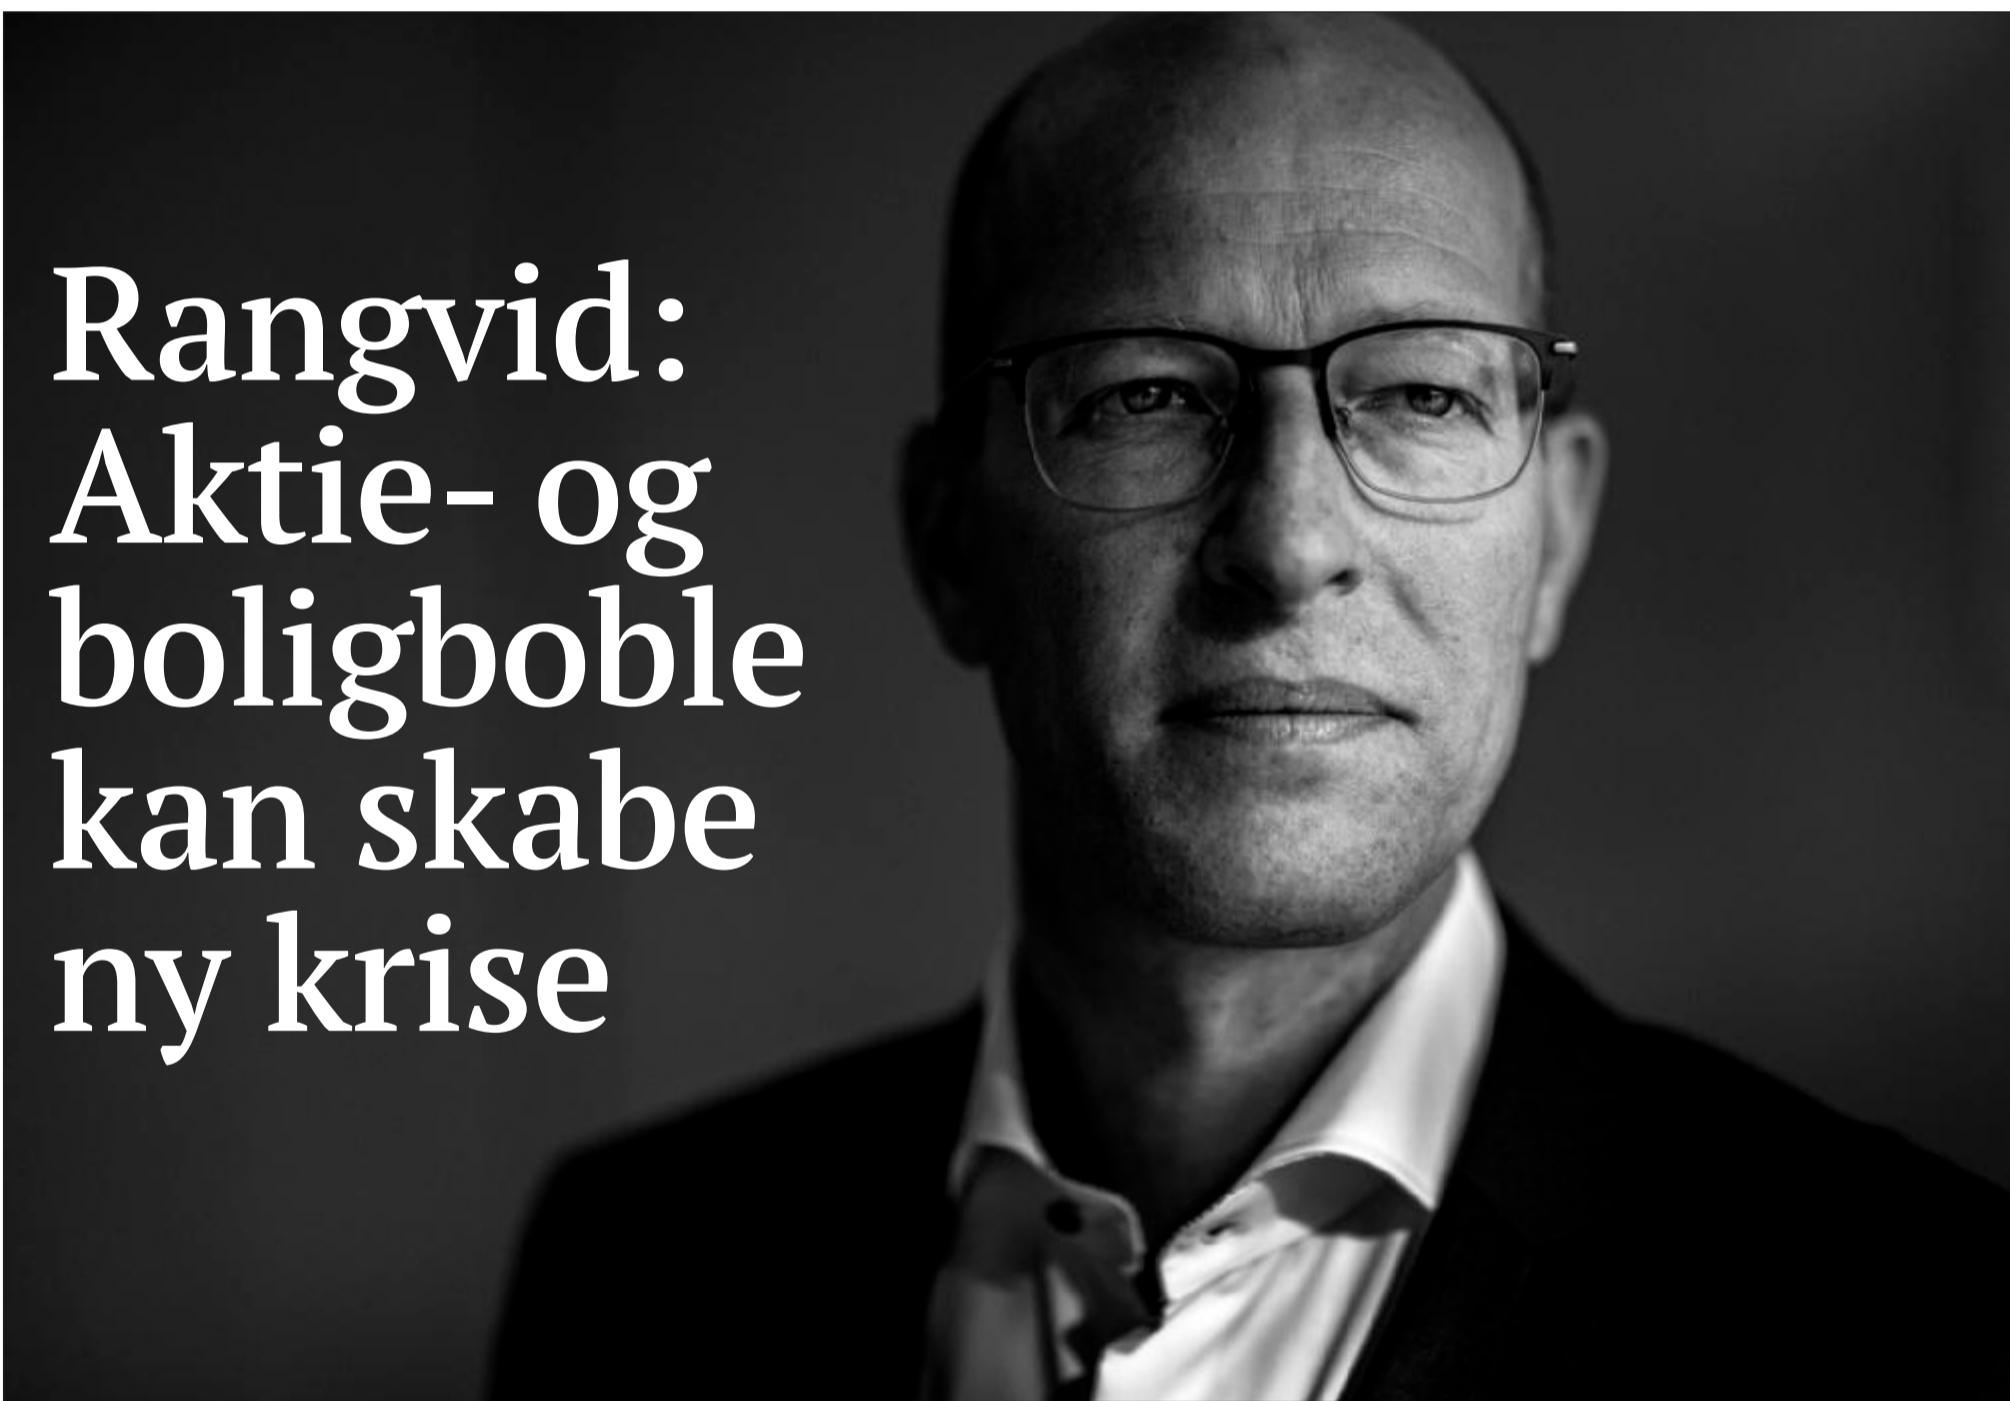 Rangvid:
Aktie- og
boligboble
kan skabe
ny krise